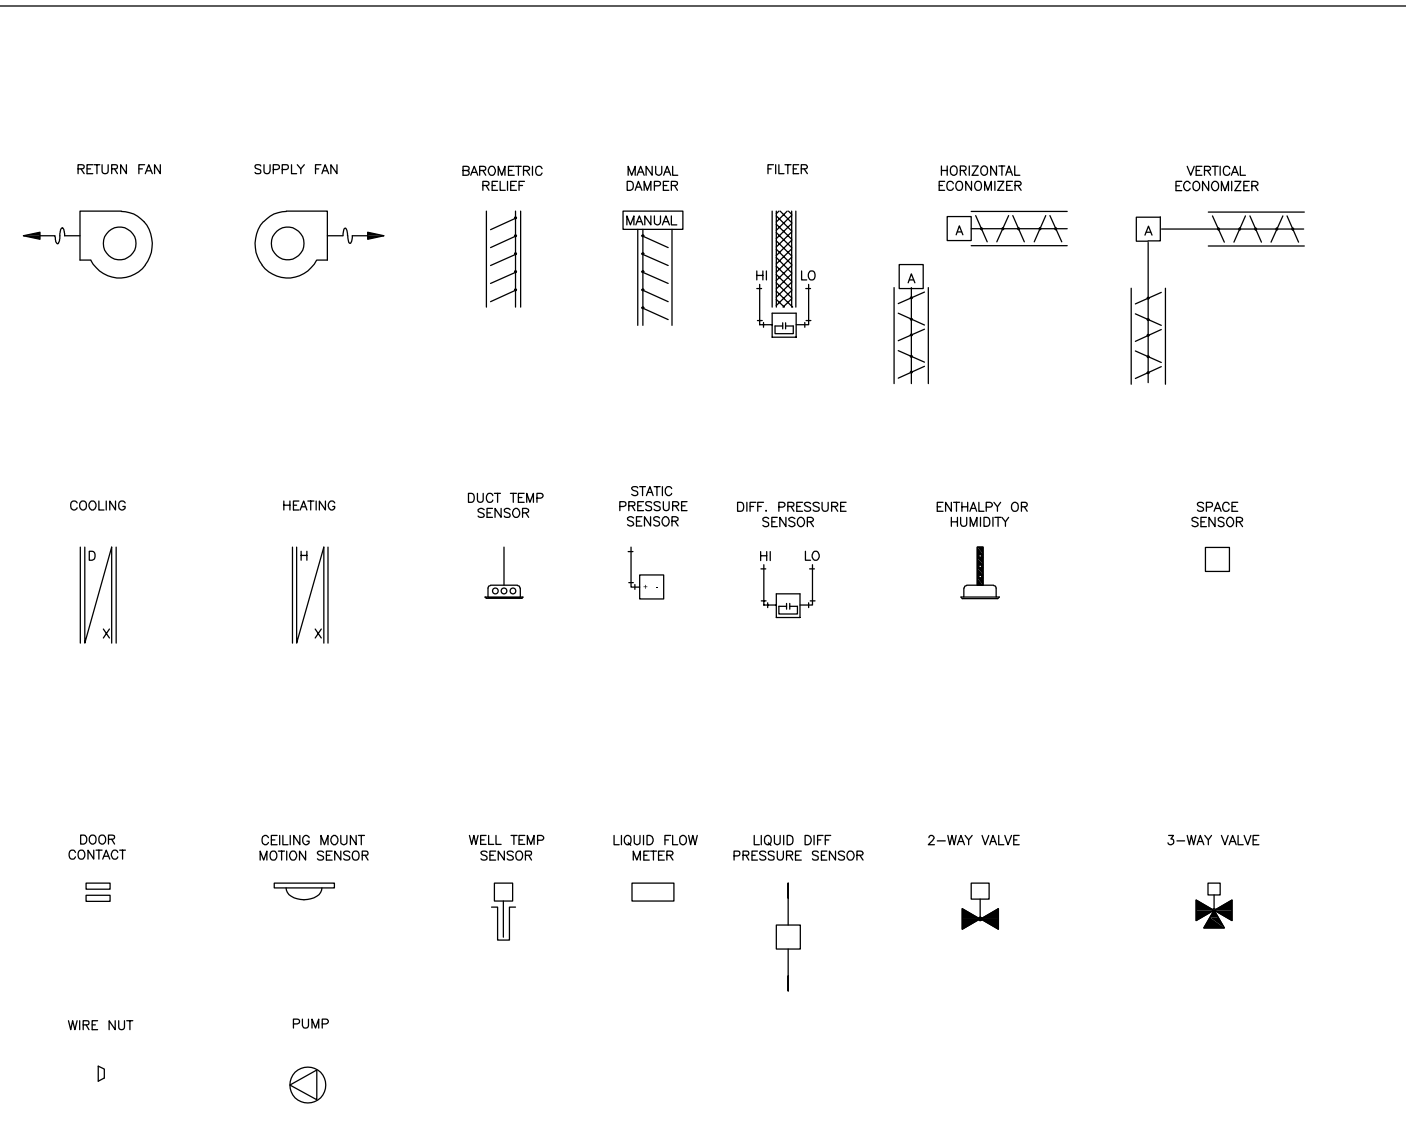 RETURN FAN
SUPPLY FAN
BAROMETRIC
RELIEF
MANUAL
DAMPER
FILTER
HORIZONTAL
ECONOMIZER
VERTICAL
ECONOMIZER
MANUAL
A
A
HI
LO
A
COOLING
HEATING
DUCT TEMP
SENSOR
STATIC
PRESSURE
SENSOR
DIFF. PRESSURE
SENSOR
ENTHALPY OR
HUMIDITY
SPACE
SENSOR
D
H
HI
LO
+ -
X
X
DOOR
CONTACT
CEILING MOUNT
MOTION SENSOR
WELL TEMP
SENSOR
LIQUID FLOW
METER
LIQUID DIFF
PRESSURE SENSOR
2-WAY VALVE
3-WAY VALVE
WIRE NUT
PUMP